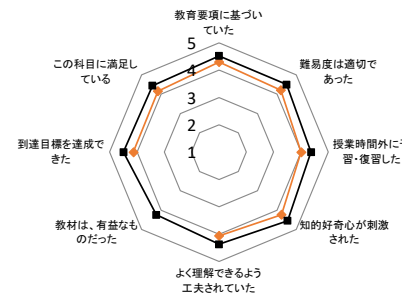 教育要項に基づい
ていた
難易度は適切で
あった
授業時間外に
習・復習した
知的好奇心が刺激
された
よく理解できるよう
工夫されていた
教材は、有益なも
のだった
到達目標を達成で
きた
この科目に満足し
ている
5
4
3
2
1